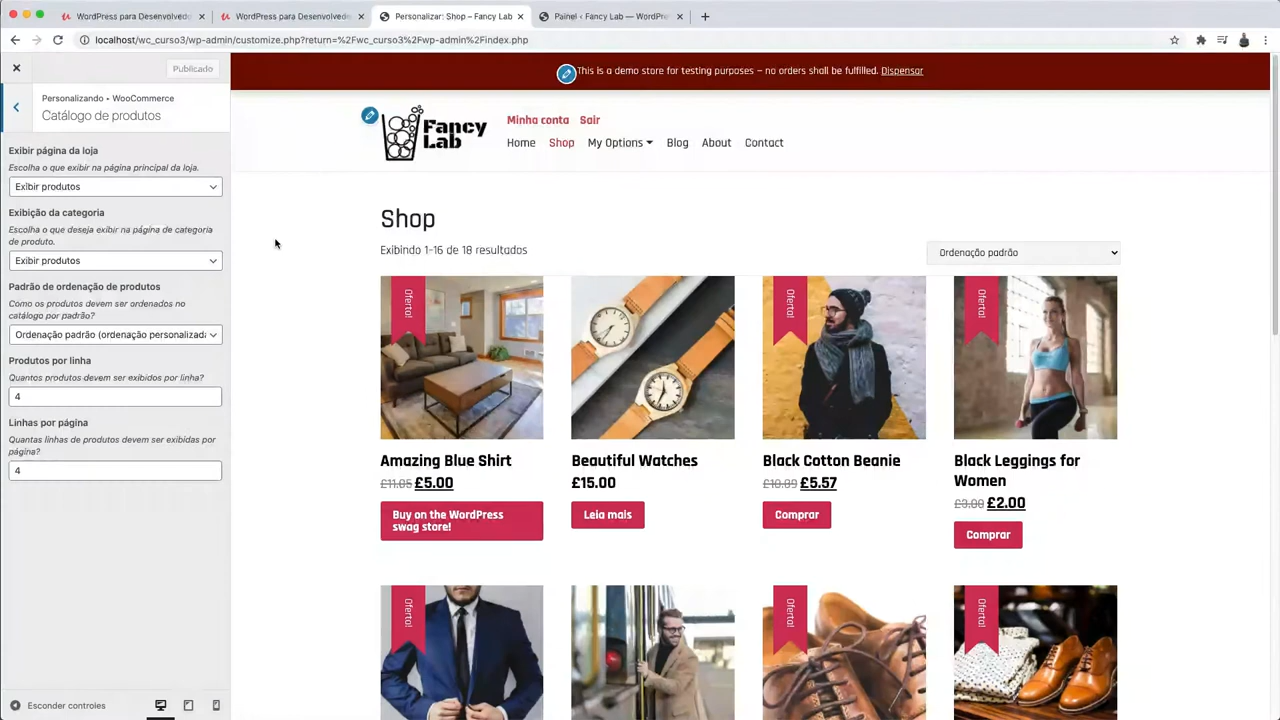 WordPress para Desenvolvedo
WordPress para Desenvolvedo
Personalizar: Shop – Fancy Lab
Painel ‹ Fancy Lab — WordPre
localhost/wc_curso3/wp-admin/customize.php?return=%2Fwc_curso3%2Fwp-admin%2Findex.php
Publicado
Personalizando • WooCommerce
Catálogo de produtos
Exibir página da loja
Escolha o que exibir na página principal da loja.
Exibir produtos
Exibição da categoria
Escolha o que deseja exibir na página de categoria
de produto.
Exibir produtos
Padrão de ordenação de produtos
Como os produtos devem ser ordenados no
catálogo por padrão?
Ordenação padrão (ordenação personalizada
Produtos por linha
Quantos produtos devem ser exibidos por linha?
4
Linhas por página
Quantas linhas de produtos devem ser exibidas por
página?
4
Esconder controles
This is a demo store for testing purposes — no orders shall be fulfilled. Dispensar
Fancy
Lab
Minha conta Sair
Home Shop My Options Blog About Contact
Shop
Exibindo 1–16 de 18 resultados
Ordenação padrão
Oferta!
Oferta!
Oferta!
Amazing Blue Shirt
£11.05 £5.00
Buy on the WordPress
swag store!
Beautiful Watches
£15.00
Leia mais
Black Cotton Beanie
£10.89 £5.57
Comprar
Black Leggings for
Women
£3.00 £2.00
Comprar
Oferta!
Oferta!
Oferta!